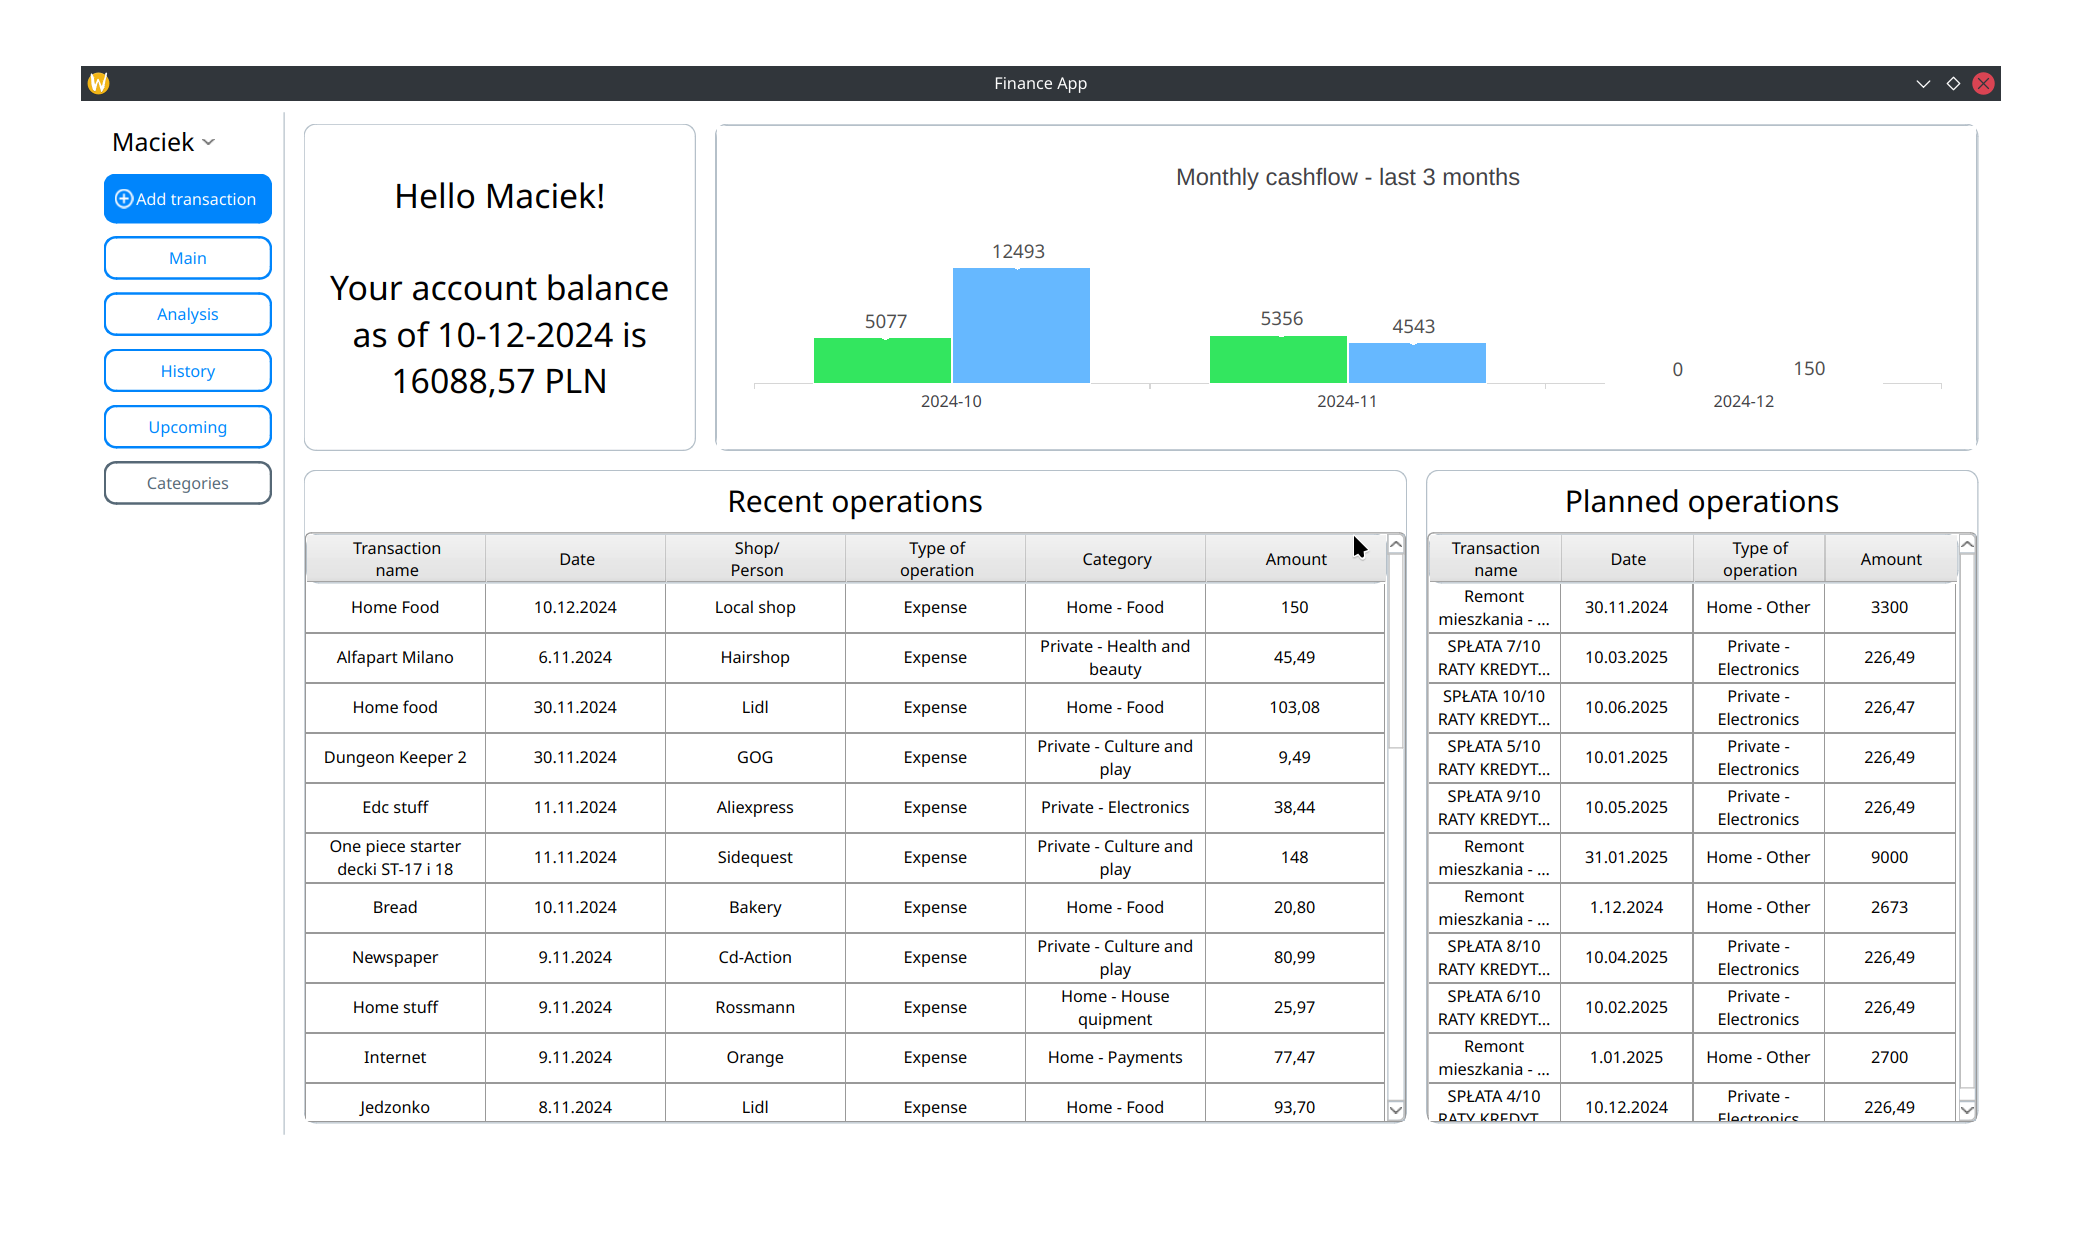 Finance App
Maciek
Add transaction
Main
Analysis
History
Upcoming
Categories
Hello Maciek!
Your account balance
as of 10-12-2024 is
16088,57 PLN
Monthly cashflow - last 3 months
12493
5077
5356
4543
0
150
2024-10
2024-11
2024-12
Recent operations
Transaction name Date Shop/ Person Type of operation Category Amount
Home Food 10.12.2024 Local shop Expense Home - Food 150
Alfapart Milano 6.11.2024 Hairshop Expense Private - Health and beauty 45,49
Home food 30.11.2024 Lidl Expense Home - Food 103,08
Dungeon Keeper 2 30.11.2024 GOG Expense Private - Culture and play 9,49
Edc stuff 11.11.2024 Aliexpress Expense Private - Electronics 38,44
One piece starter decki ST-17 i 18 11.11.2024 Sidequest Expense Private - Culture and play 148
Bread 10.11.2024 Bakery Expense Home - Food 20,80
Newspaper 9.11.2024 Cd-Action Expense Private - Culture and play 80,99
Home stuff 9.11.2024 Rossmann Expense Home - House quipment 25,97
Internet 9.11.2024 Orange Expense Home - Payments 77,47
Jedzonko 8.11.2024 Lidl Expense Home - Food 93,70
Planned operations
Transaction name Date Type of operation Amount
Remont mieszkania - ... 30.11.2024 Home - Other 3300
SPŁATA 7/10 RATY KREDYT... 10.03.2025 Private - Electronics 226,49
SPŁATA 10/10 RATY KREDYT... 10.06.2025 Private - Electronics 226,47
SPŁATA 5/10 RATY KREDYT... 10.01.2025 Private - Electronics 226,49
SPŁATA 9/10 RATY KREDYT... 10.05.2025 Private - Electronics 226,49
Remont mieszkania - ... 31.01.2025 Home - Other 9000
Remont mieszkania - ... 1.12.2024 Home - Other 2673
SPŁATA 8/10 RATY KREDYT... 10.04.2025 Private - Electronics 226,49
SPŁATA 6/10 RATY KREDYT... 10.02.2025 Private - Electronics 226,49
Remont mieszkania - ... 1.01.2025 Home - Other 2700
SPŁATA 4/10 RATY KREDYT... 10.12.2024 Private - Electronics 226,49